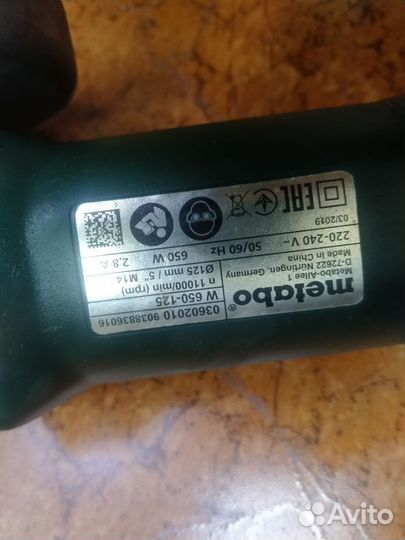 metabo®
Metabo-Allee 1
D-72622 Nürtingen, Germany
Made in China
220-240 V~
03/2019
EAC
50/60 Hz
650 W
2,8 A
03602010 9038836016
W 650-125
n 11000/min (rpm)
Ø125 mm / 5" M14
Avito